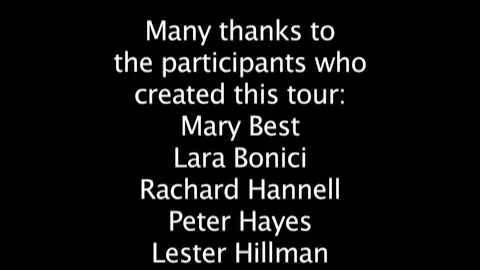 Many thanks to
the participants who
created this tour:
Mary Best
Lara Bonici
Rachard Hannell
Peter Hayes
Lester Hillman